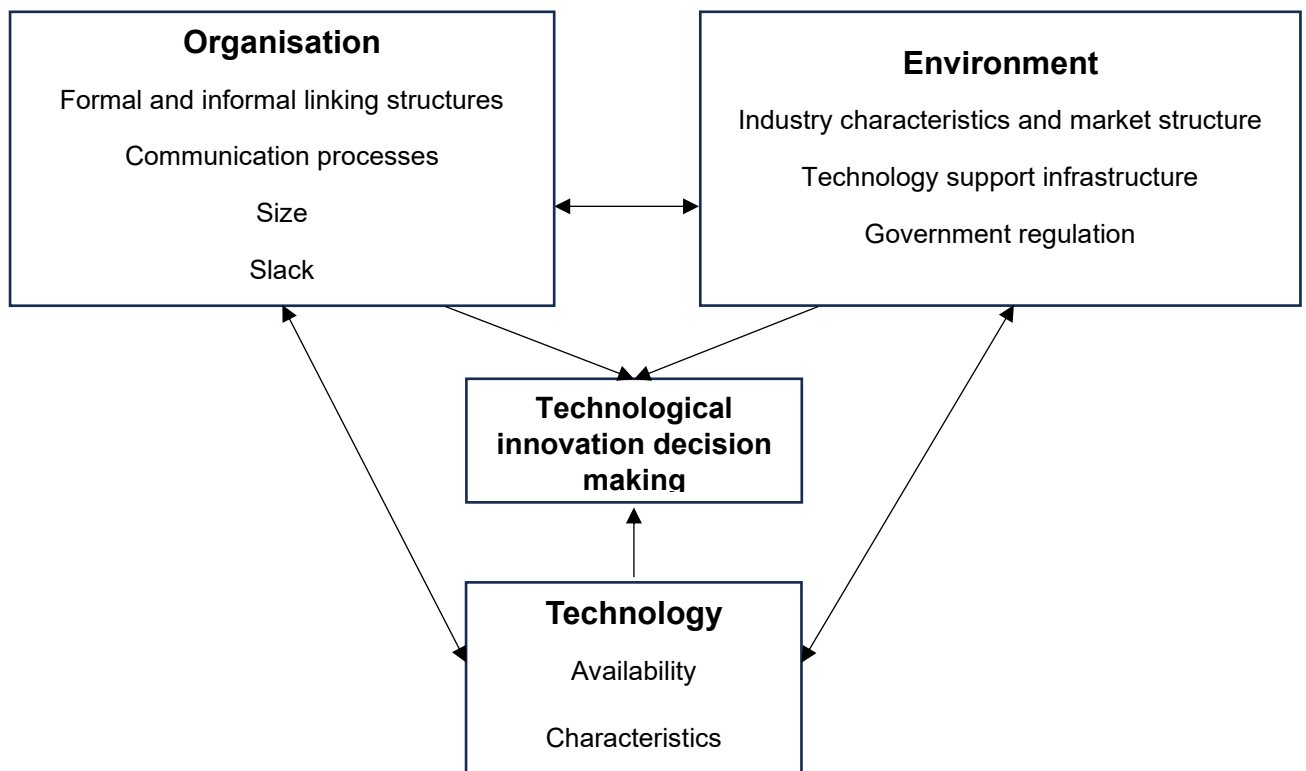 Organisation
Formal and informal linking structures
Communication processes
Size
Slack
Environment
Industry characteristics and market structure
Technology support infrastructure
Government regulation
Technological
innovation decision
making
Technology
Availability
Characteristics